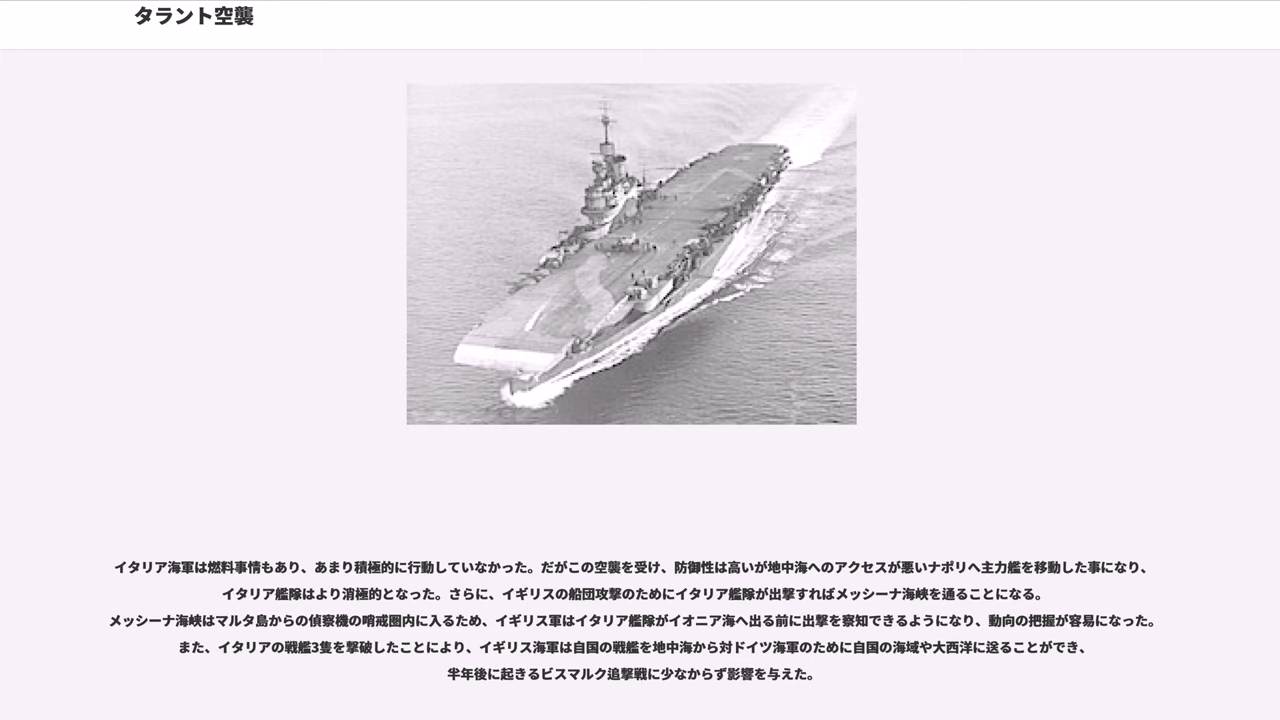 タラント空襲
イタリア海軍は燃料事情もあり、あまり積極的に行動していなかった。だがこの空襲を受け、防御性は高いが地中海へのアクセスが悪いナポリへ主力艦を移動した事になり、
イタリア艦隊はより消極的となった。さらに、イギリスの船団攻撃のためにイタリア艦隊が出撃すればメッシーナ海峡を通ることになる。
メッシーナ海峡はマルタ島からの偵察機の哨戒圏内に入るため、イギリス軍はイタリア艦隊がイオニア海へ出る前に出撃を察知できるようになり、動向の把握が容易になった。
また、イタリアの戦艦3隻を撃破したことにより、イギリス海軍は自国の戦艦を地中海から対ドイツ海軍のために自国の海域や大西洋に送ることができ、
半年後に起きるビスマルク追撃戦に少なからず影響を与えた。